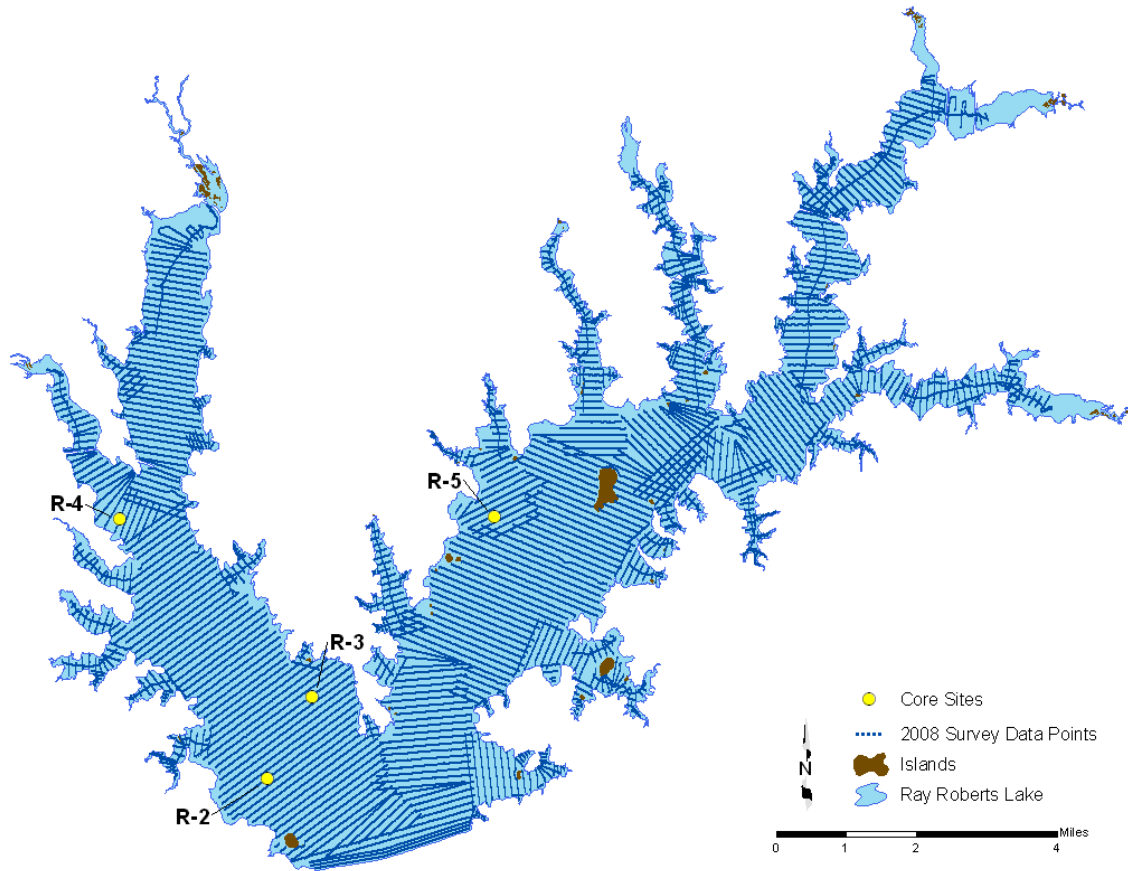 R-5
R-4
R-3
R-2
Core Sites
2008 Survey Data Points
Islands
Ray Roberts Lake
N
Miles
0 1 2 4